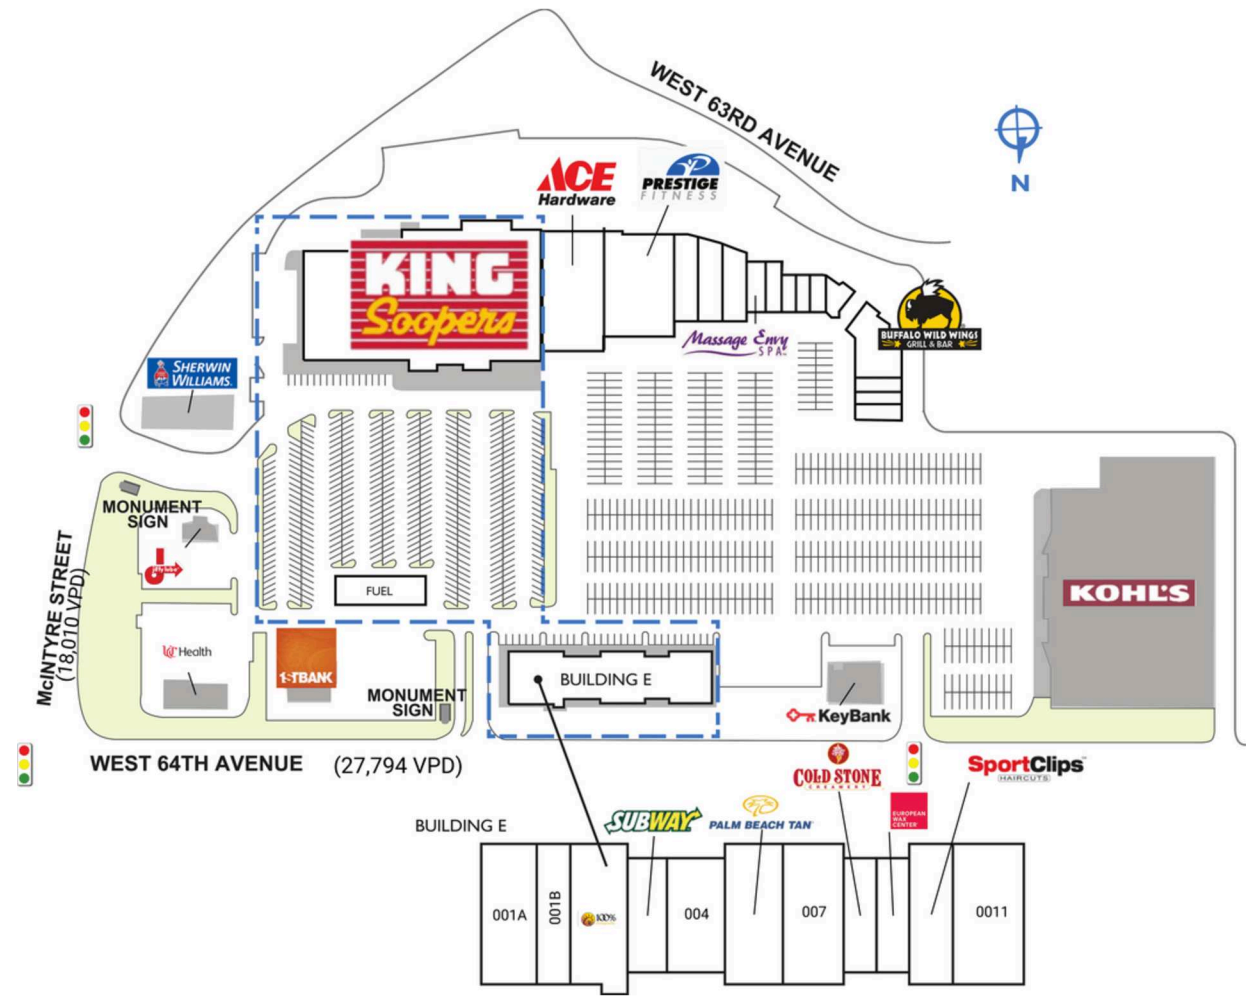 WEST 63RD AVENUE
N
ACE
Hardware
PRESTIGE
FITNESS
KING
Soopers
Massage Envy
SPA
BUFFALO WILD WINGS
GRILL & BAR
SHERWIN
WILLIAMS.
MONUMENT
SIGN
McINTYRE STREET
(18,010 VPD)
FUEL
KOHL'S
Health
1STBANK
MONUMENT
SIGN
BUILDING E
KeyBank
WEST 64TH AVENUE
(27,794 VPD)
COLD STONE
CREAMERY
SportClips
HAIRCUTS
BUILDING E
SUBWAY
PALM BEACH TAN
EUROPEAN
WAX
CENTER
001A
001B
100%
004
007
0011